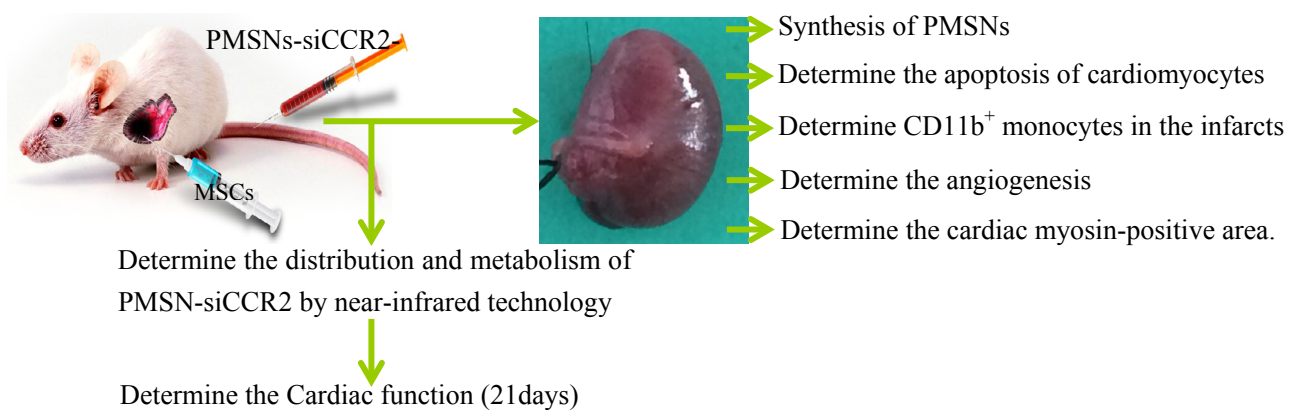 PMSNs-siCCR2-
MSCs
Synthesis of PMSNs
Determine the apoptosis of cardiomyocytes
Determine CD11b+ monocytes in the infarcts
Determine the angiogenesis
Determine the cardiac myosin-positive area.
Determine the distribution and metabolism of
PMSN-siCCR2 by near-infrared technology
Determine the Cardiac function (21days)